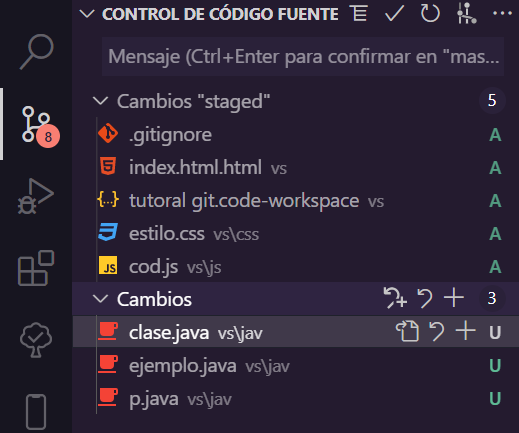 CONTROL DE CÓDIGO FUENTE
Mensaje (Ctrl+Enter para confirmar en "mas...
Cambios "staged" 5
.gitignore A
8
index.html.html vs A
tutoral git.code-workspace vs A
estilo.css vs\css A
JS cod.js vs\js A
Cambios 3
clase.java vs\jav U
ejemplo.java vs\jav U
p.java vs\jav U